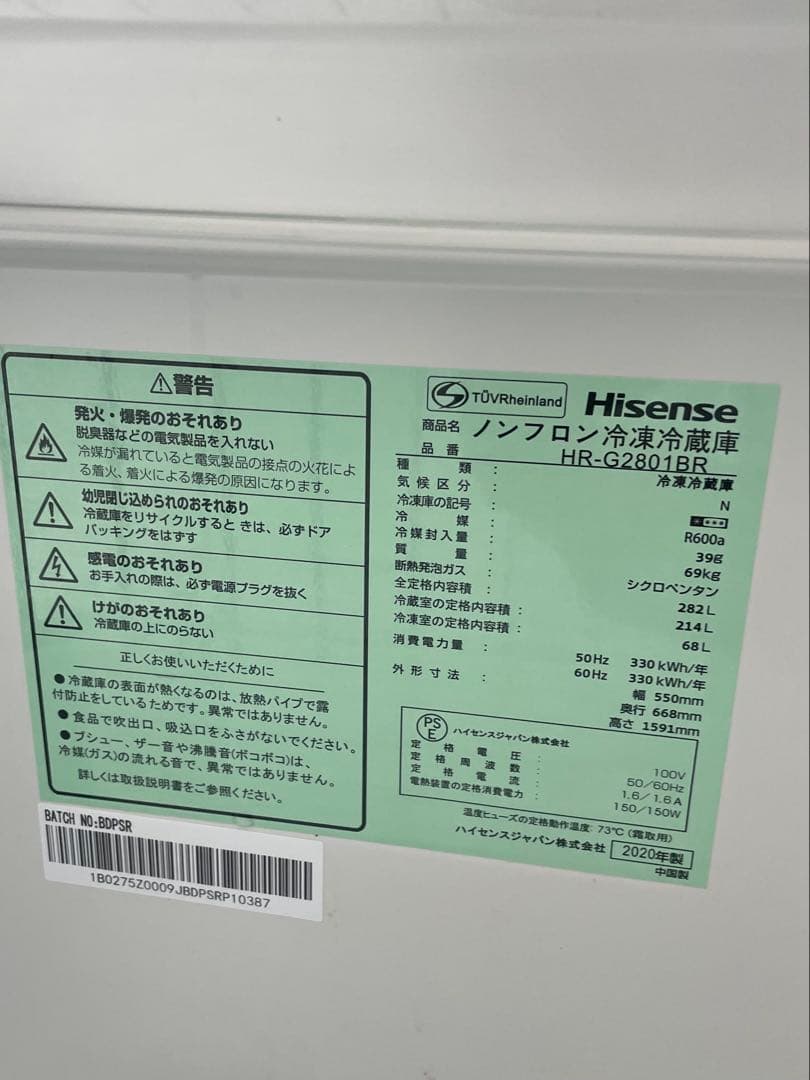 警告
発火・爆発のおそれあり
脱臭器などの電気製品を入れない
冷媒が漏れていると電気製品の接点の火花によ
る着火、着火による爆発の原因になります。
幼児閉じ込められのおそれあり
冷蔵庫をリサイクルすると きは、必ずドア
パッキングをはずす
感電のおそれあり
お手入れの際は、必ず電源プラグを抜く
けがのおそれあり
冷蔵庫の上にのらない
正しくお使いいただくために
●冷蔵庫の表面が熱くなるのは、放熱パイプで露
付防止をしているためです。異常ではありません。
●食品で吹出口、吸込口をふさがないでください。
●ブシュー、ザー音や沸騰音(ボコボコ)は、
冷媒(ガス)の流れる音で、異常ではありません。
詳しくは取扱説明書をご参照ください。
BATCH NO:BDPSR
1B0275Z0009JBDPSRP10387
TÜVRheinland
Hisense
商品名 ノンフロン冷凍冷蔵庫
品番 HR-G2801BR
種類： 冷凍冷蔵庫
気候区分： N
冷凍庫の記号：
冷媒： R600a
冷媒封入量： 39g
質量： 69kg
断熱発泡ガス： シクロペンタン
全定格内容積： 282L
冷蔵室の定格内容積： 214L
冷凍室の定格内容積： 68L
消費電力量： 50Hz 330 kWh/年
60Hz 330 kWh/年
外形寸法： 幅 550mm
奥行 668mm
高さ 1591mm
PS
E
ハイセンスジャパン株式会社
定格電圧： 100V
定格周波数： 50/60Hz
定格電流： 1.6/1.6A
電熱装置の定格消費電力： 150/150W
温度ヒューズの定格動作温度: 73℃ (霜取用)
ハイセンスジャパン株式会社 2020年製
中国製